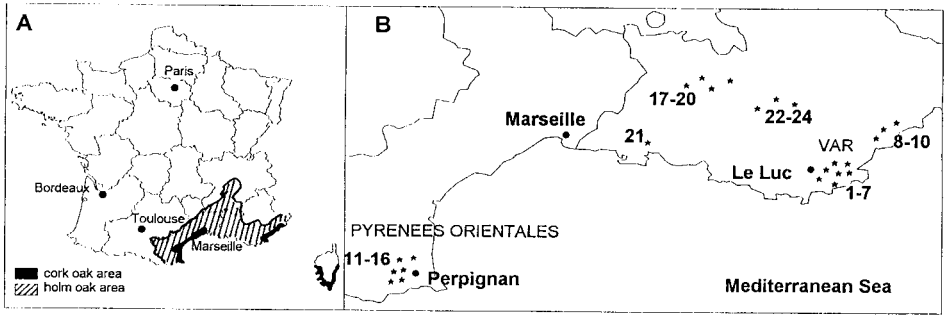 A
Paris
Bordeaux
Toulouse
Marseille
cork oak area
holm oak area
B
17-20
Marseille
22-24
21
VAR
8-10
Le Luc
1-7
PYRENEES ORIENTALES
11-16
Perpignan
Mediterranean Sea